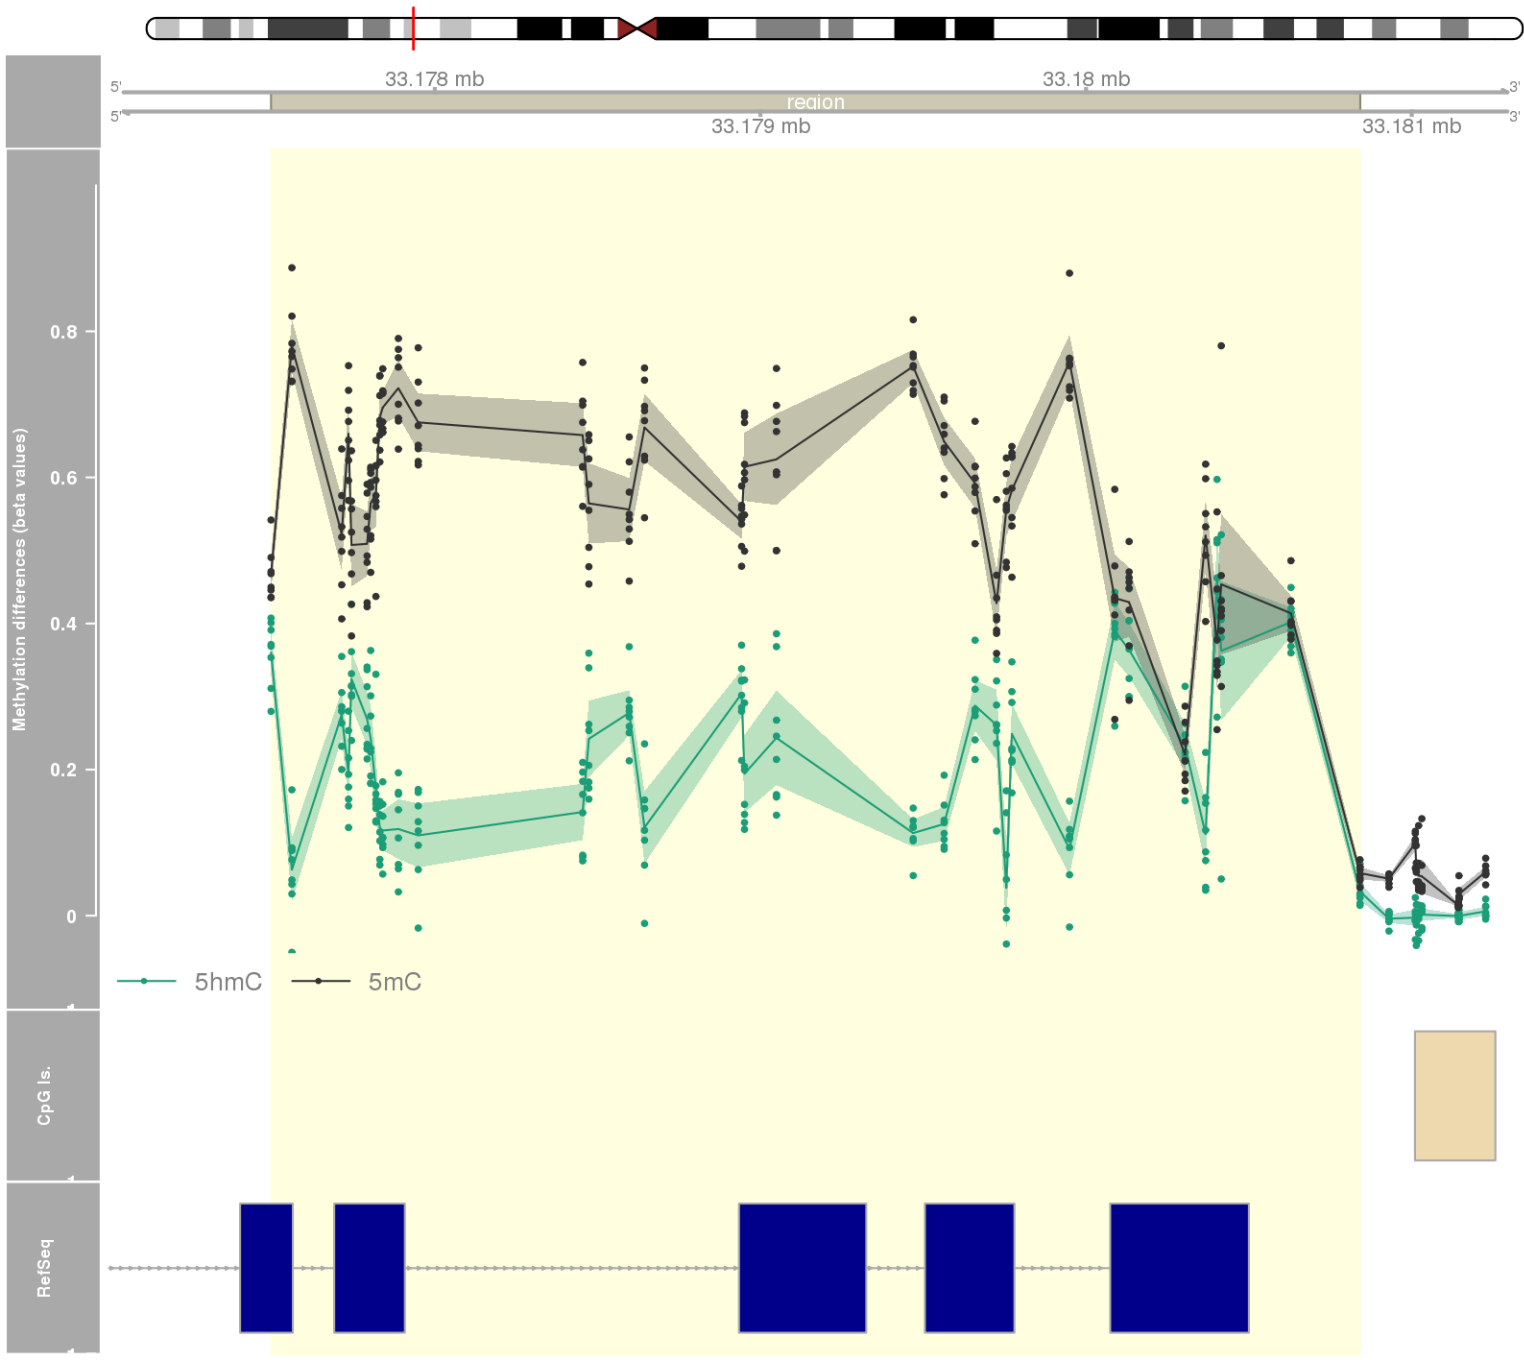 33.178 mb
33.18 mb
5'
3'
region
5'
3'
33.179 mb
33.181 mb
Methylation differences (beta values)
0.8
0.6
0.4
0.2
0
5hmC
5mC
CpG Is.
RefSeq